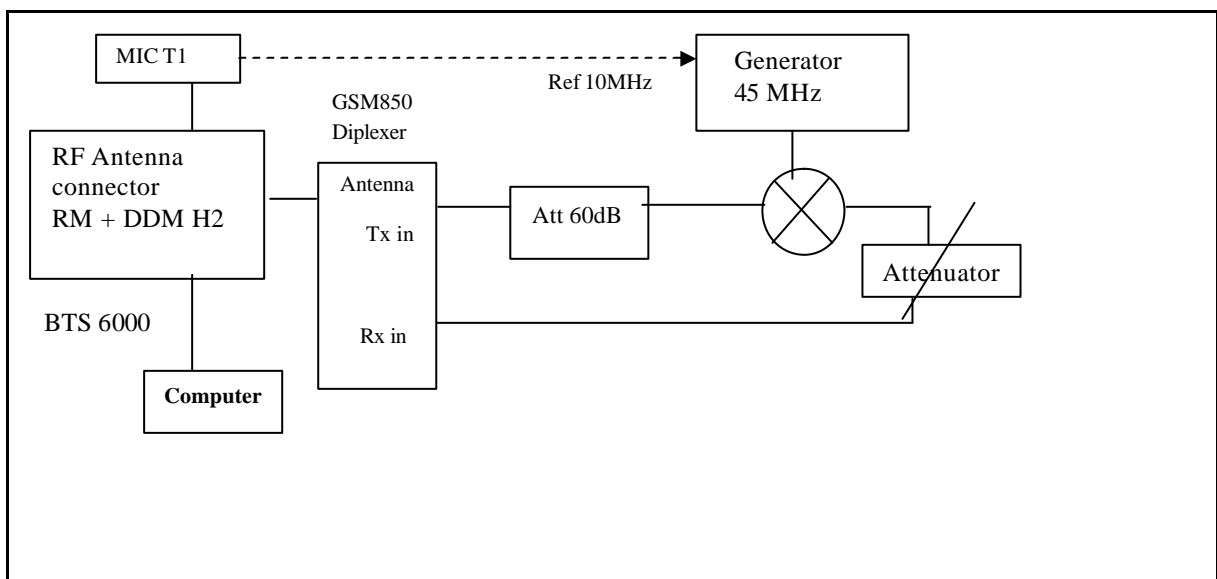 MIC T1
Ref 10MHz
Generator
45 MHz
GSM850
Diplexer
RF Antenna
connector
RM + DDM H2
Antenna
Tx in
Rx in
Att 60dB
Attenuator
BTS 6000
Computer